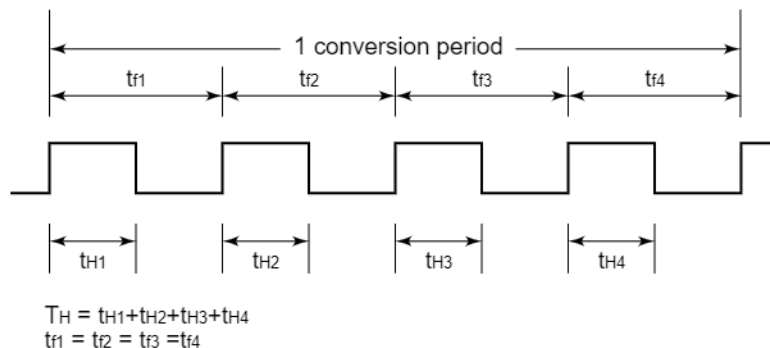 1 conversion period
tf1 tf2 tf3 tf4
tH1 tH2 tH3 tH4
TH = tH1+tH2+tH3+tH4
tf1 = tf2 = tf3 =tf4